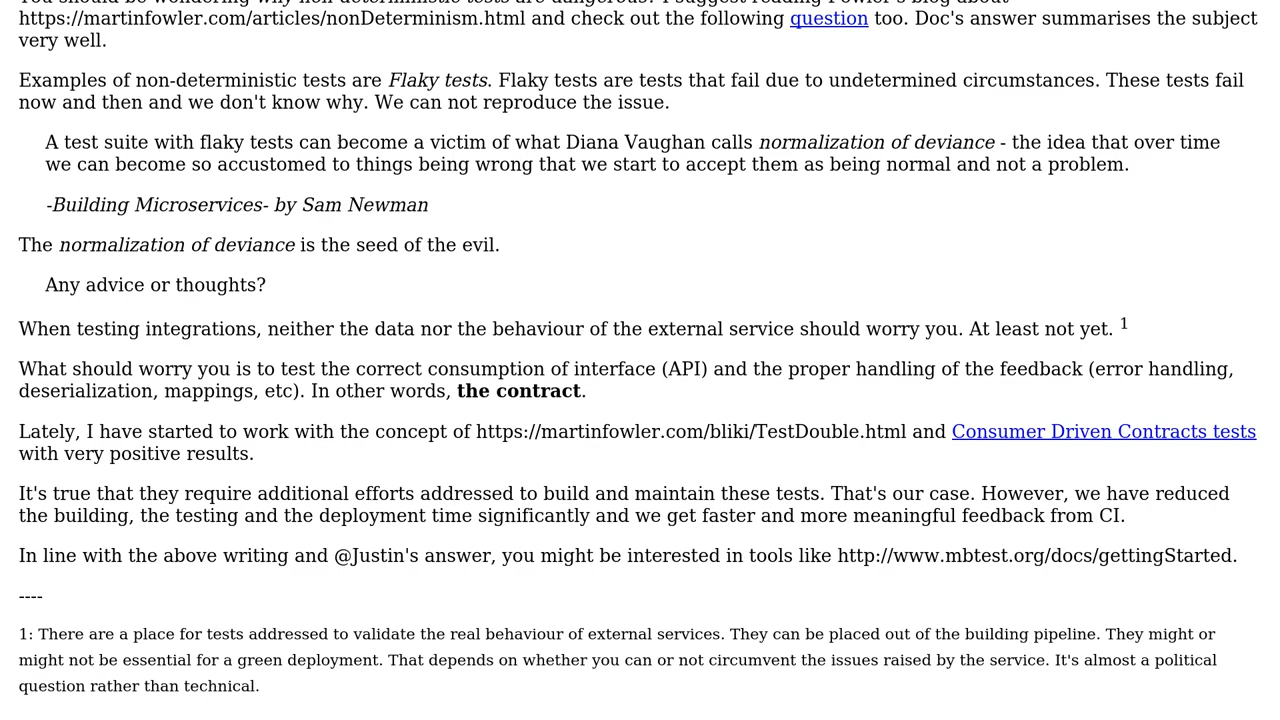 https://martinfowler.com/articles/nonDeterminism.html and check out the following question too. Doc's answer summarises the subject
very well.
Examples of non-deterministic tests are Flaky tests. Flaky tests are tests that fail due to undetermined circumstances. These tests fail
now and then and we don't know why. We can not reproduce the issue.
A test suite with flaky tests can become a victim of what Diana Vaughan calls normalization of deviance - the idea that over time
we can become so accustomed to things being wrong that we start to accept them as being normal and not a problem.
-Building Microservices- by Sam Newman
The normalization of deviance is the seed of the evil.
Any advice or thoughts?
When testing integrations, neither the data nor the behaviour of the external service should worry you. At least not yet. 1
What should worry you is to test the correct consumption of interface (API) and the proper handling of the feedback (error handling,
deserialization, mappings, etc). In other words, the contract.
Lately, I have started to work with the concept of https://martinfowler.com/bliki/TestDouble.html and Consumer Driven Contracts tests
with very positive results.
It's true that they require additional efforts addressed to build and maintain these tests. That's our case. However, we have reduced
the building, the testing and the deployment time significantly and we get faster and more meaningful feedback from CI.
In line with the above writing and @Justin's answer, you might be interested in tools like http://www.mbtest.org/docs/gettingStarted.
----
1: There are a place for tests addressed to validate the real behaviour of external services. They can be placed out of the building pipeline. They might or
might not be essential for a green deployment. That depends on whether you can or not circumvent the issues raised by the service. It's almost a political
question rather than technical.